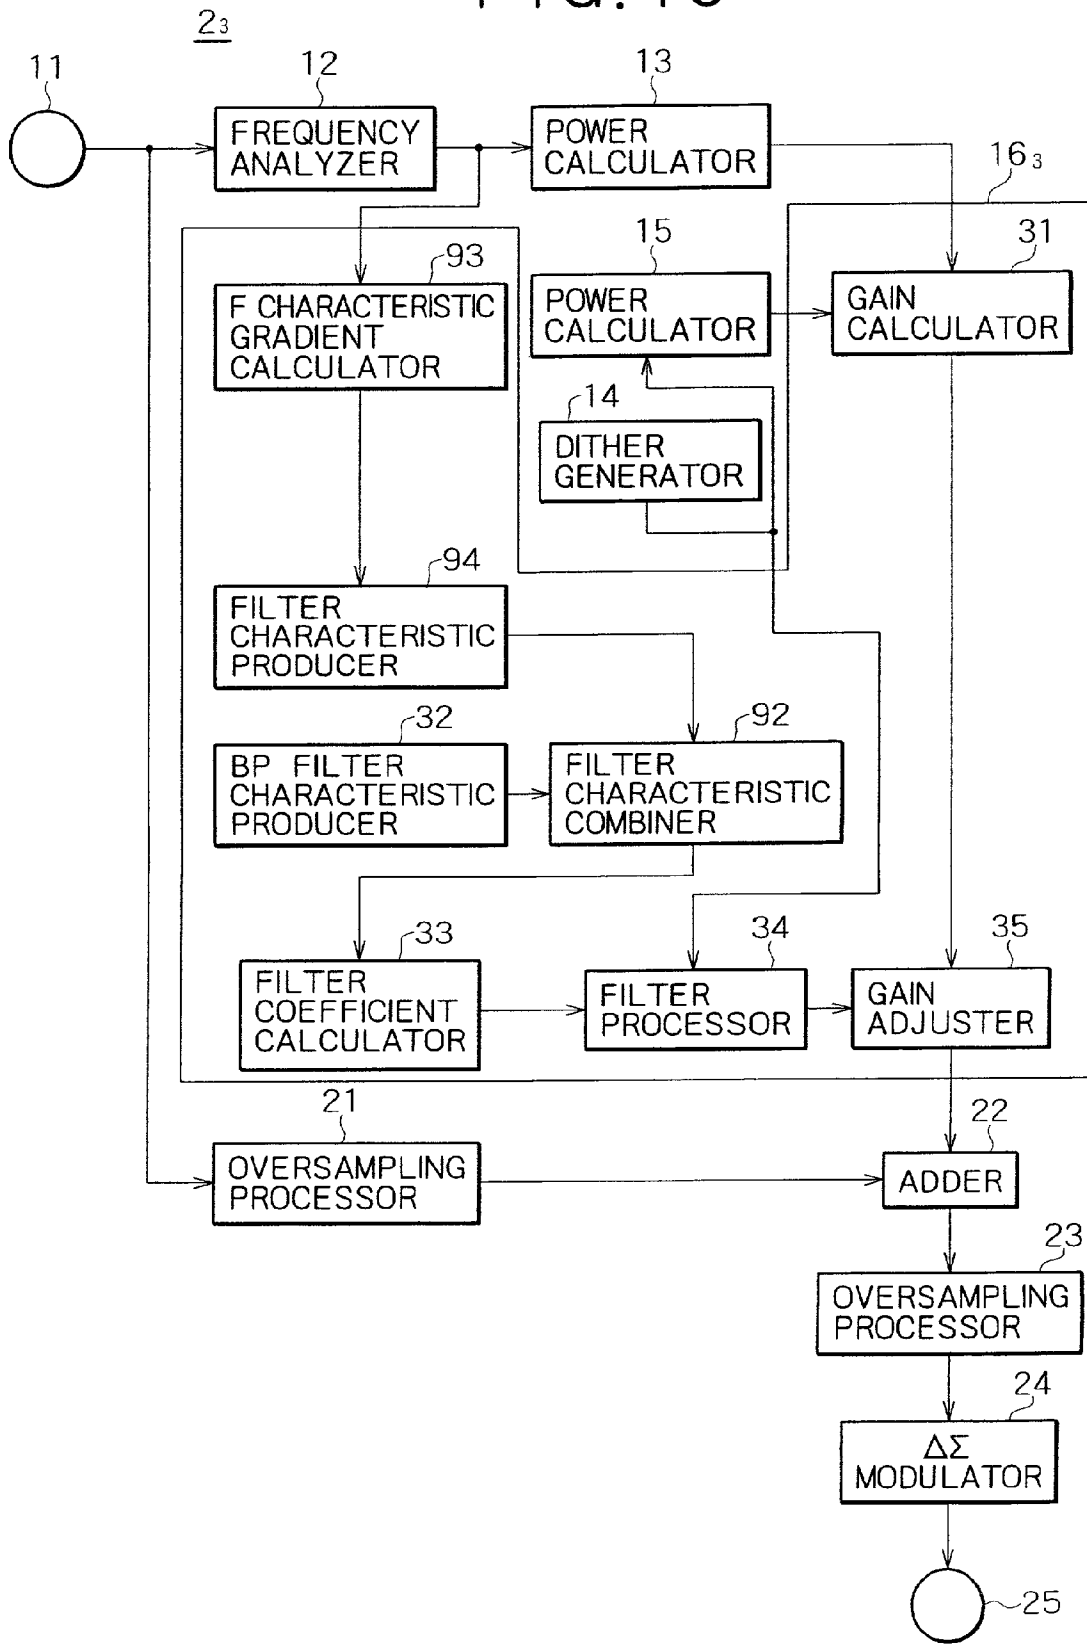 2₃
11
12
13
FREQUENCY
ANALYZER
POWER
CALCULATOR
16₃
93
15
31
F CHARACTERISTIC
GRADIENT
CALCULATOR
POWER
CALCULATOR
GAIN
CALCULATOR
14
DITHER
GENERATOR
94
FILTER
CHARACTERISTIC
PRODUCER
32
92
BP FILTER
CHARACTERISTIC
PRODUCER
FILTER
CHARACTERISTIC
COMBINER
33
34
35
FILTER
COEFFICIENT
CALCULATOR
FILTER
PROCESSOR
GAIN
ADJUSTER
21
22
OVERSAMPLING
PROCESSOR
ADDER
23
OVERSAMPLING
PROCESSOR
24
ΔΣ
MODULATOR
25